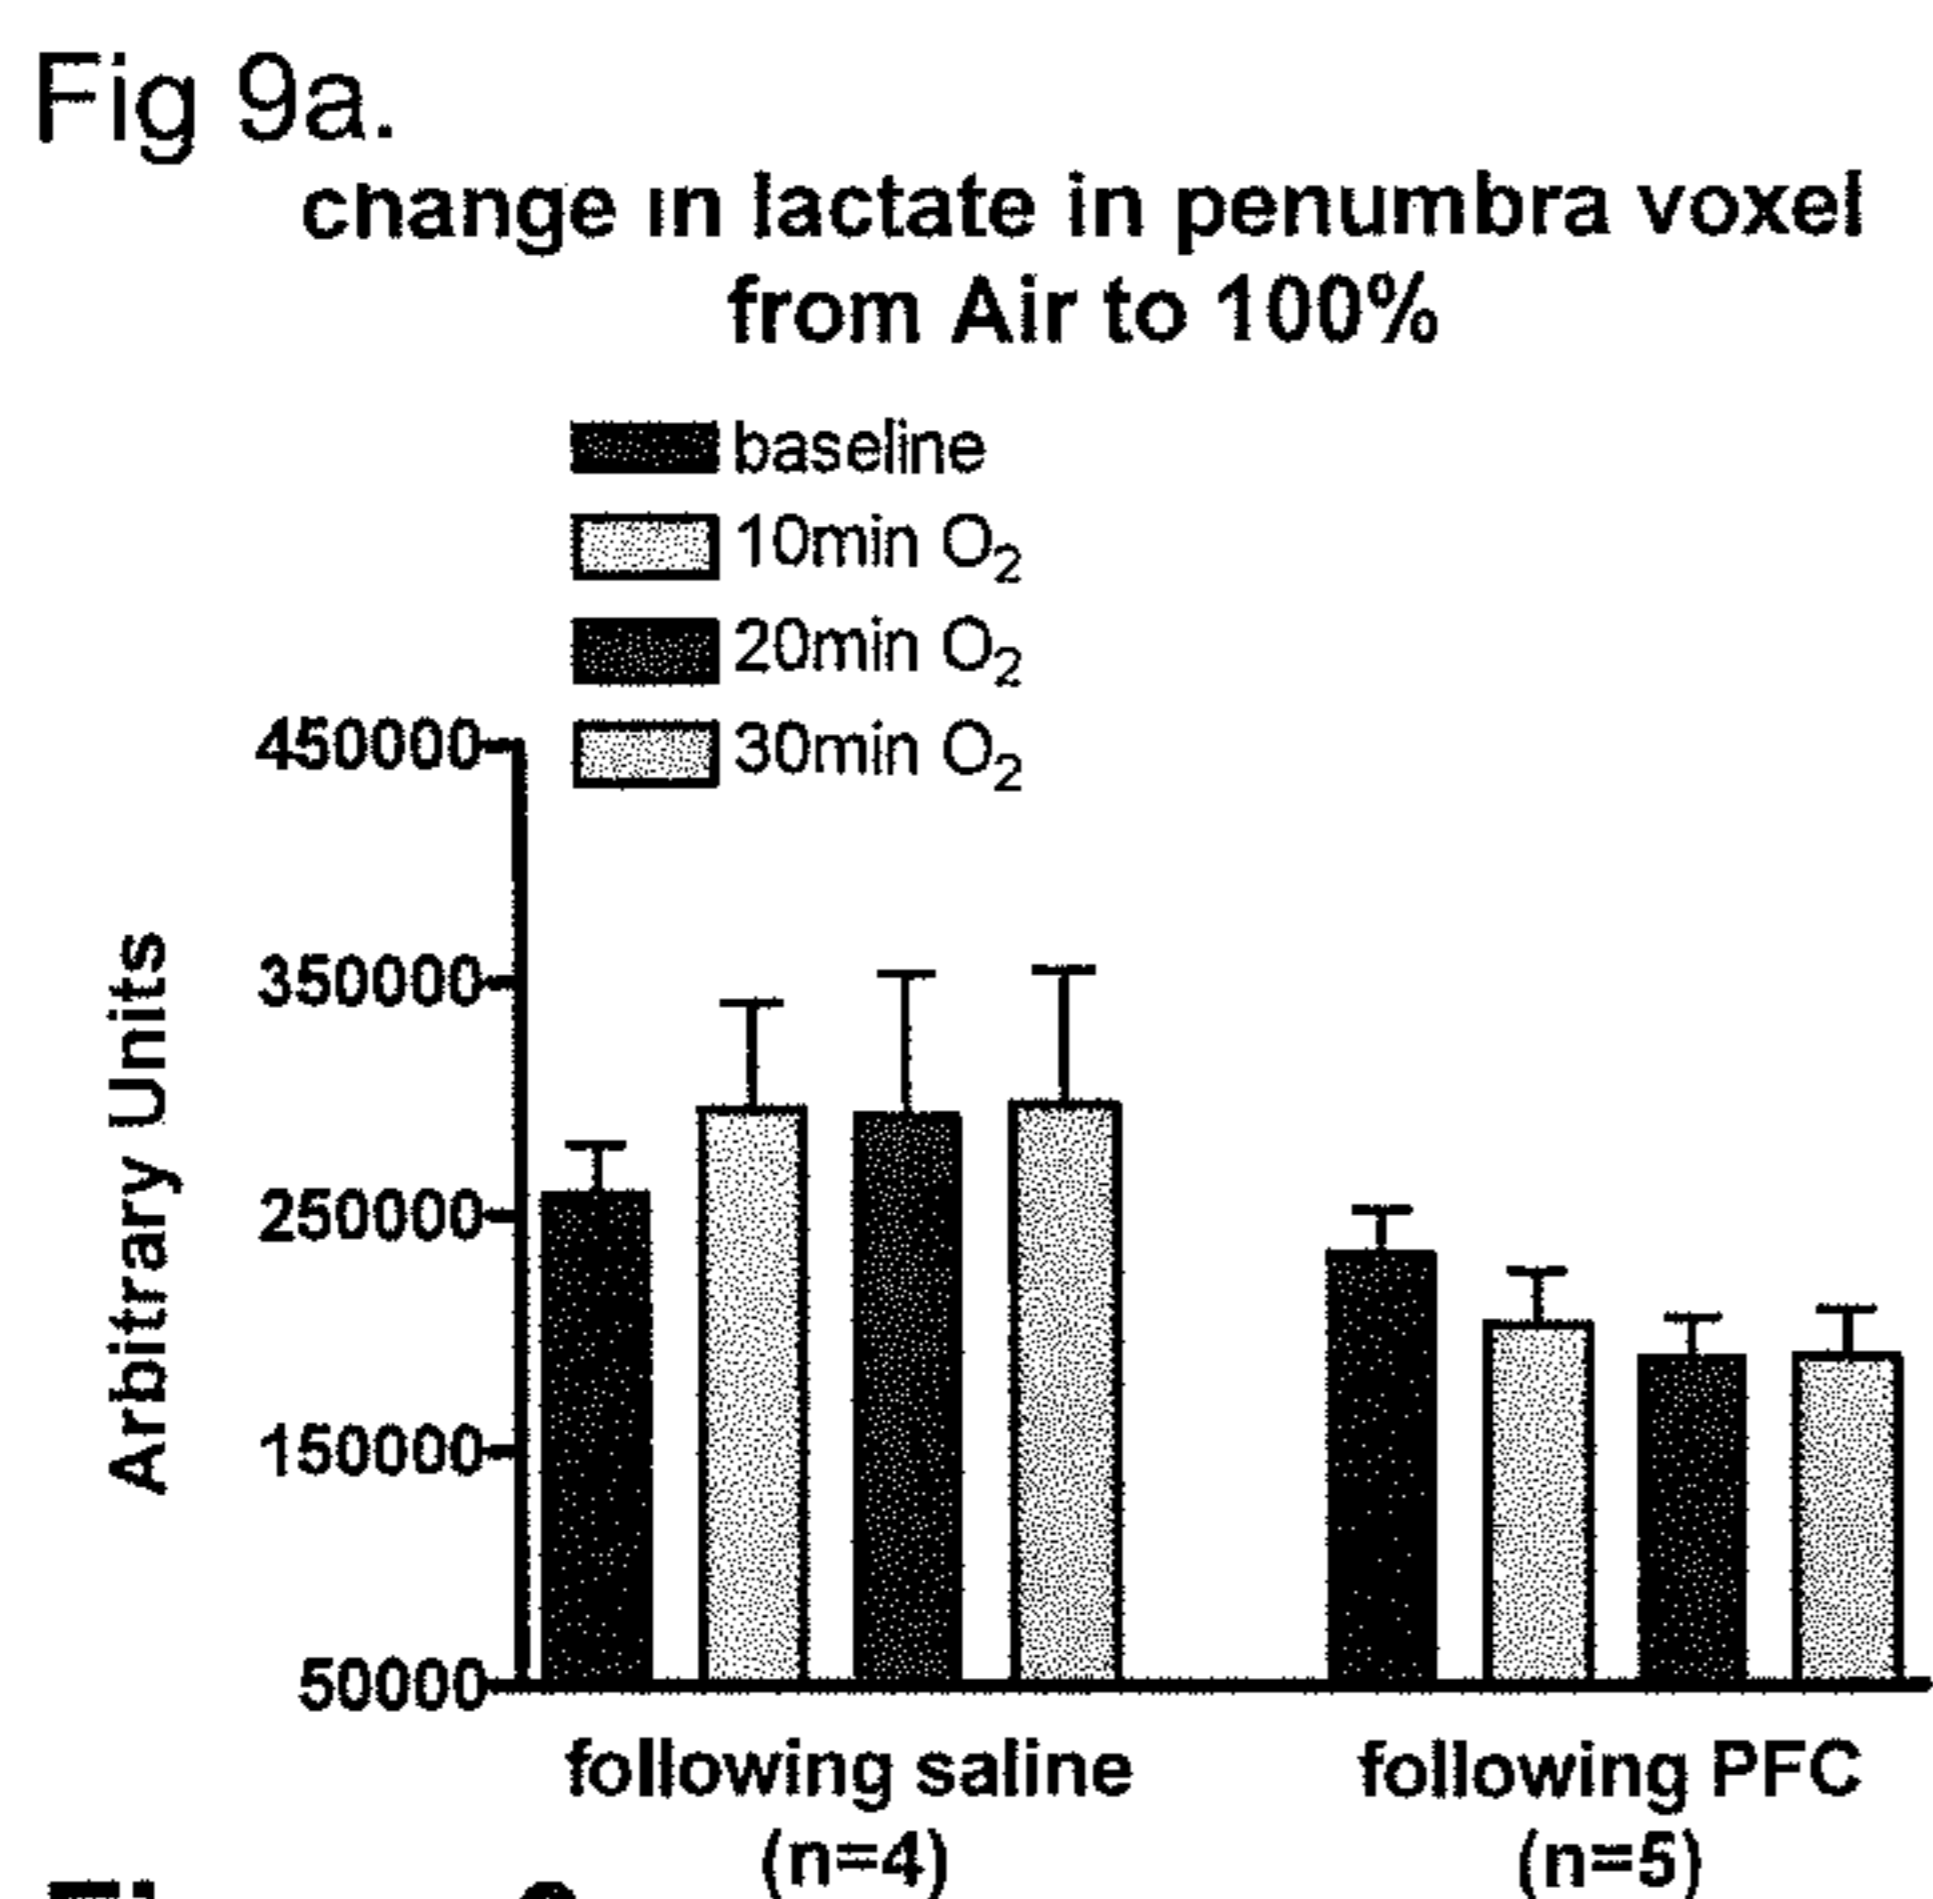 Fig 9a.
change in lactate in penumbra voxel
from Air to 100%
baseline
10min O₂
20min O₂
30min O₂
450000
350000
250000
150000
50000
Arbitrary Units
following saline
(n=4)
following PFC
(n=5)